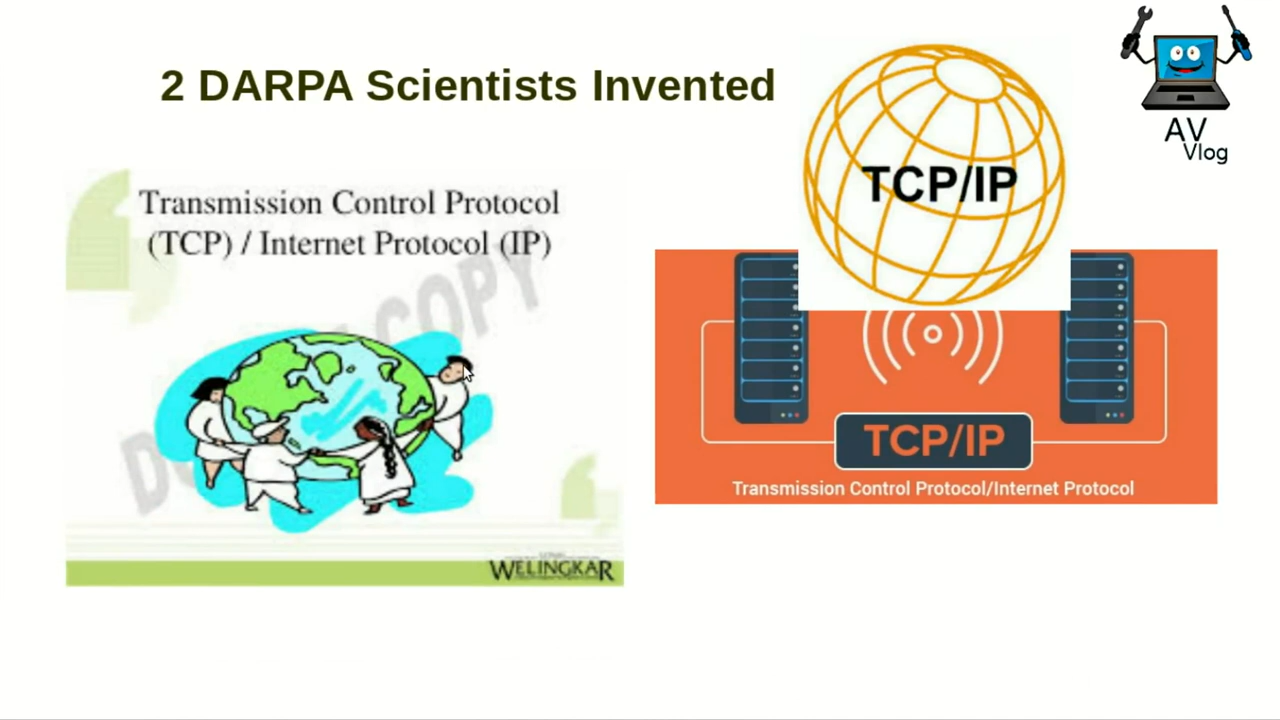 2 DARPA Scientists Invented
TCP/IP
AV
Vlog
Transmission Control Protocol
(TCP) / Internet Protocol (IP)
COPY
TCP/IP
Transmission Control Protocol/Internet Protocol
WELINGKAR